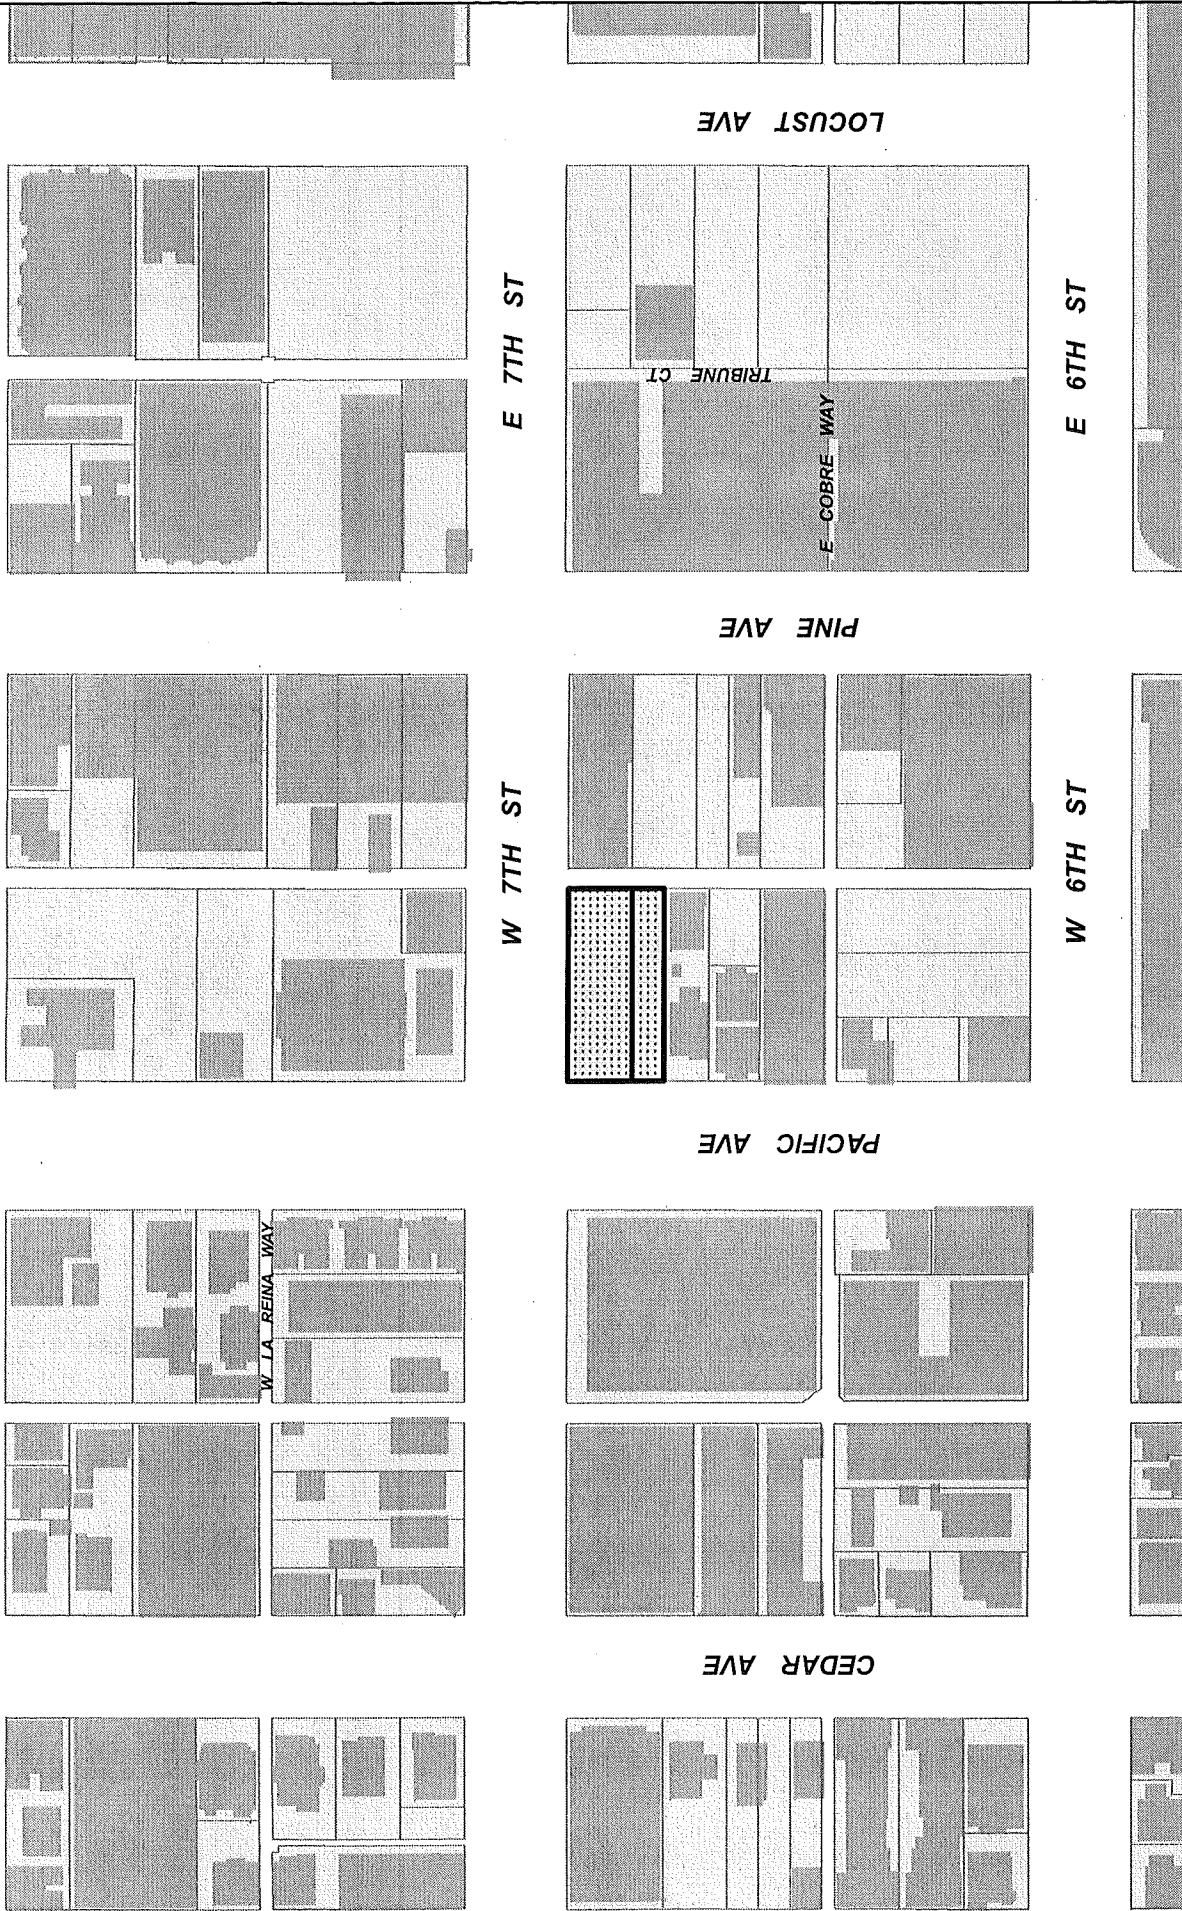 LOCUST AVE
E 7TH ST
E 6TH ST
TRIBUNE CT
E COBRE WAY
PINE AVE
W 7TH ST
W 6TH ST
PACIFIC AVE
W LA REINA WAY
CEDAR AVE